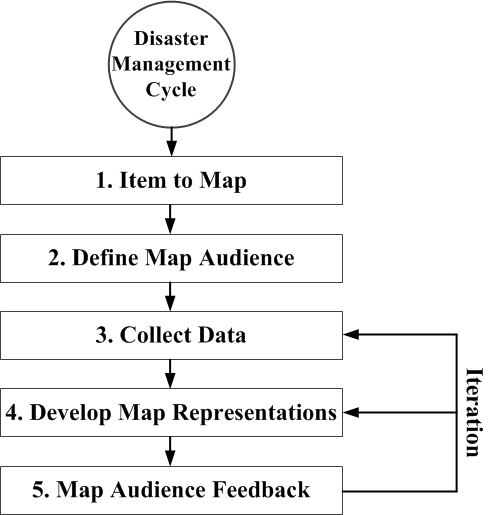 Disaster
Management
Cycle
1. Item to Map
2. Define Map Audience
3. Collect Data
4. Develop Map Representations
5. Map Audience Feedback
Iteration